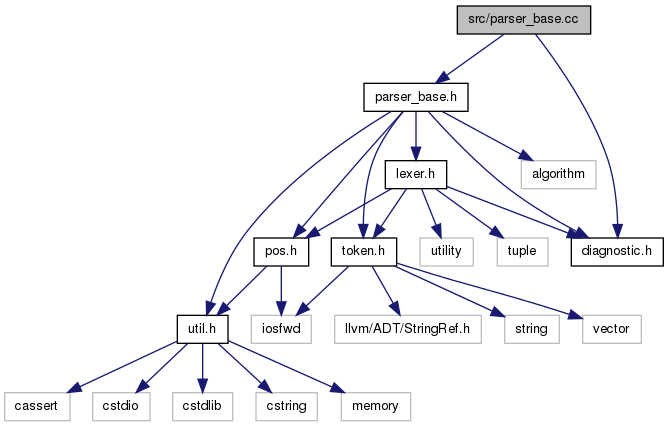 src/parser_base.cc
parser_base.h
lexer.h
algorithm
pos.h
token.h
utility
tuple
diagnostic.h
util.h
iosfwd
llvm/ADT/StringRef.h
string
vector
cassert
cstdio
cstdlib
cstring
memory